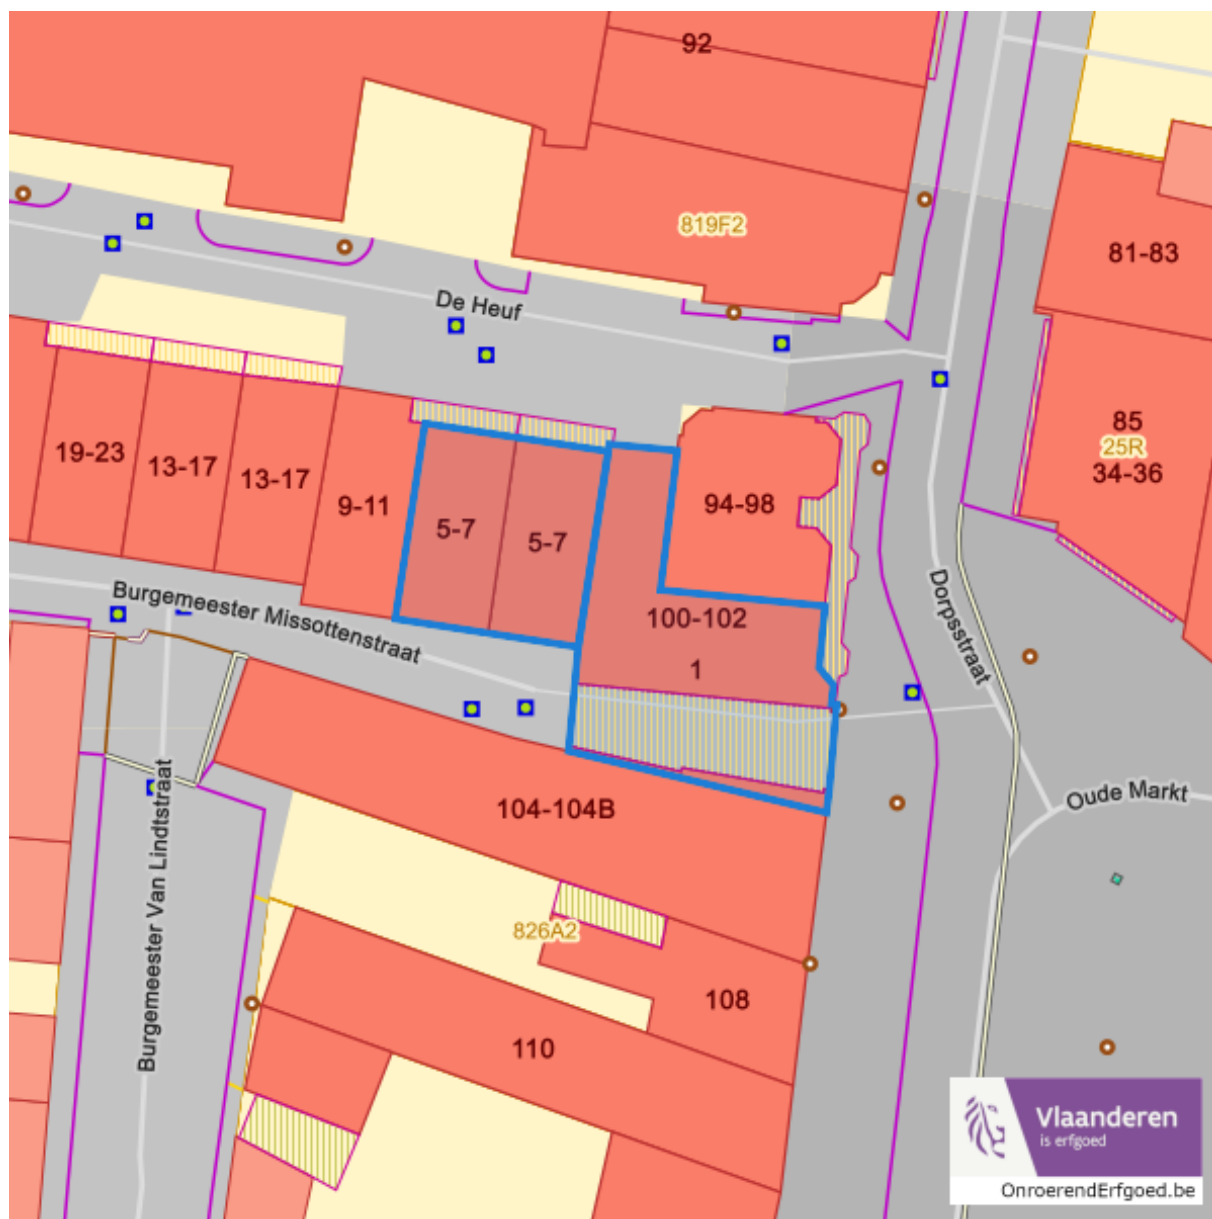 92
819F2
81-83
De Heuf
85
25R
34-36
19-23
13-17
13-17
9-11
5-7
5-7
94-98
100-102
1
Burgemeester Missottenstraat
Dorpsstraat
Oude Markt
104-104B
Burgemeester Van Lindtstraat
826A2
108
110
Vlaanderen
is erfgoed
OnroerendErfgoed.be